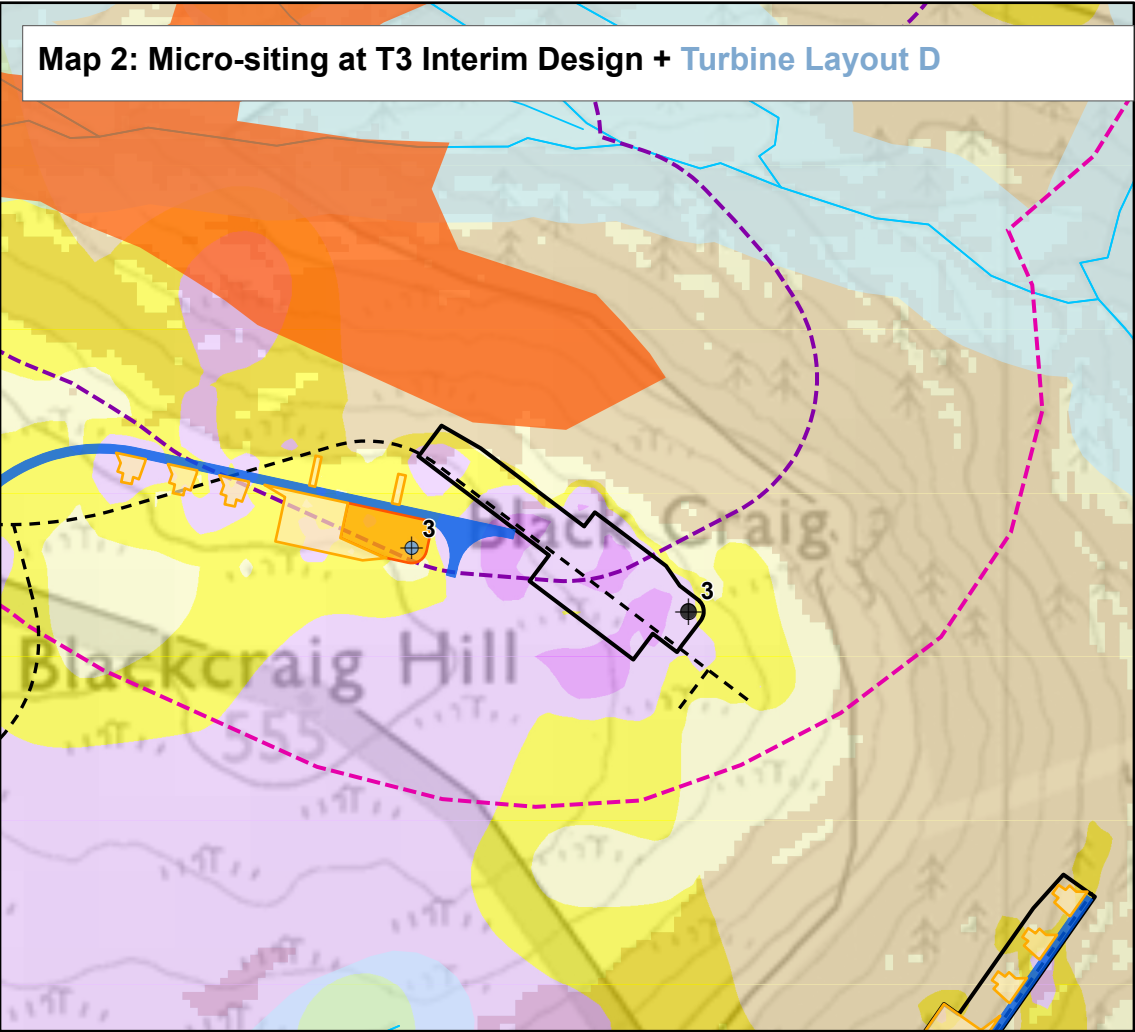 Map 2: Micro-siting at T3 Interim Design + Turbine Layout D
Black Craig
3
3
Blackcraig Hill
555